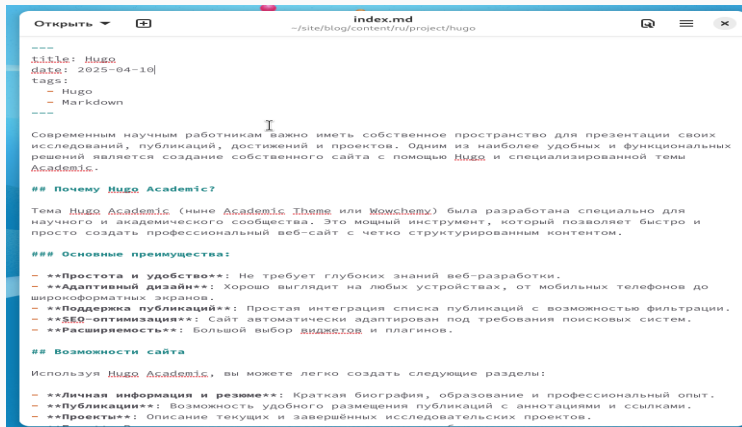 Открыть
index.md
~/site/blog/content/ru/project/hugo
---
title: Hugo
date: 2025-04-10
tags:
- Hugo
- Markdown
---
Современным научным работникам важно иметь собственное пространство для презентации своих
исследований, публикаций, достижений и проектов. Одним из наиболее удобных и функциональных
решений является создание собственного сайта с помощью Hugo и специализированной темы
Academic.
## Почему Hugo Academic?
Тема Hugo Academic (ныне Academic Theme или Wowchemy) была разработана специально для
научного и академического сообщества. Это мощный инструмент, который позволяет быстро и
просто создать профессиональный веб-сайт с четко структурированным контентом.
### Основные преимущества:
- **Простота и удобство**: Не требует глубоких знаний веб-разработки.
- **Адаптивный дизайн**: Хорошо выглядит на любых устройствах, от мобильных телефонов до
широкоформатных экранов.
- **Поддержка публикаций**: Простая интеграция списка публикаций с возможностью фильтрации.
- **SEO-оптимизация**: Сайт автоматически адаптирован под требования поисковых систем.
- **Расширяемость**: Большой выбор виджетов и плагинов.
## Возможности сайта
Используя Hugo Academic, вы можете легко создать следующие разделы:
- **Личная информация и резюме**: Краткая биография, образование и профессиональный опыт.
- **Публикации**: Возможность удобного размещения публикаций с аннотациями и ссылками.
- **Проекты**: Описание текущих и завершённых исследовательских проектов.